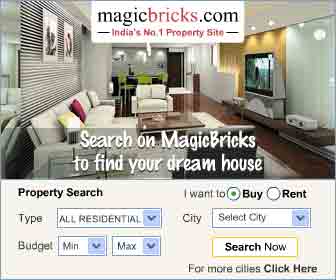 magicbricks.com
India's No.1 Property Site
Search on MagicBricks
to find your dream house
Property Search
I want to Buy Rent
Type ALL RESIDENTIAL City Select City
Budget Min Max Search Now
For more cities Click Here